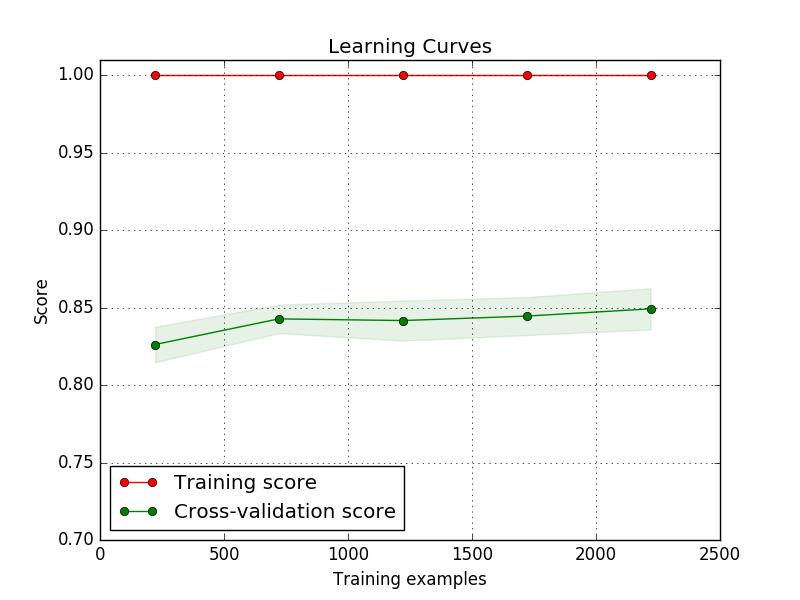 Learning Curves
1.00
0.95
0.90
0.85
0.80
0.75
0.70
Score
Training score
Cross-validation score
0 500 1000 1500 2000 2500
Training examples